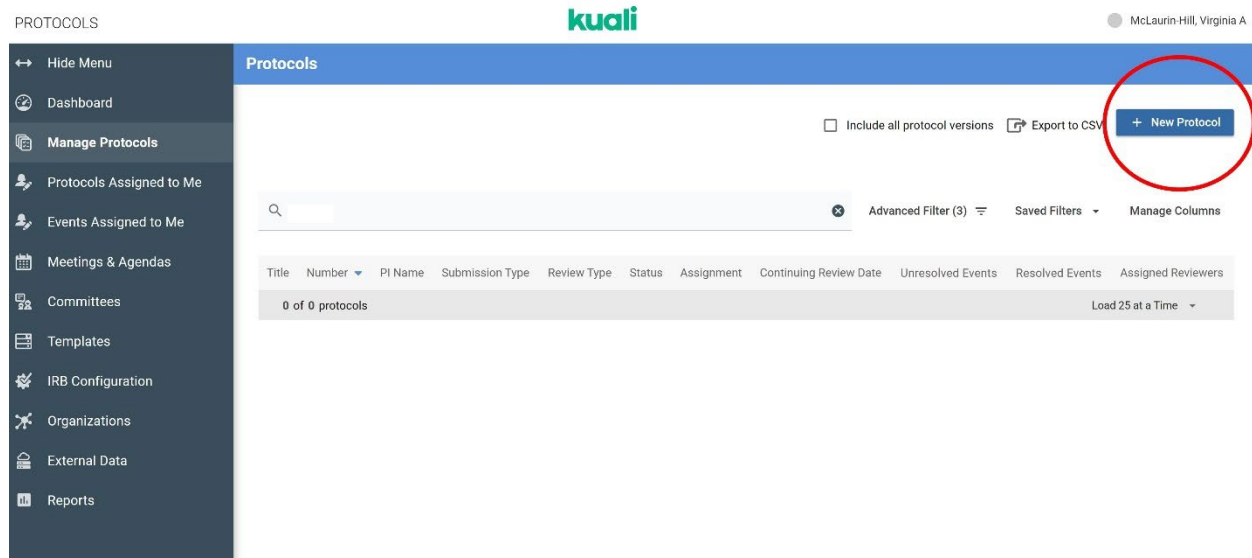 PROTOCOLS
kuali
McLaurin-Hill, Virginia A
Hide Menu
Dashboard
Manage Protocols
Protocols Assigned to Me
Events Assigned to Me
Meetings & Agendas
Committees
Templates
IRB Configuration
Organizations
External Data
Reports
Protocols
Include all protocol versions Export to CSV + New Protocol
Advanced Filter (3) Saved Filters Manage Columns
Title Number PI Name Submission Type Review Type Status Assignment Continuing Review Date Unresolved Events Resolved Events Assigned Reviewers
0 of 0 protocols Load 25 at a Time